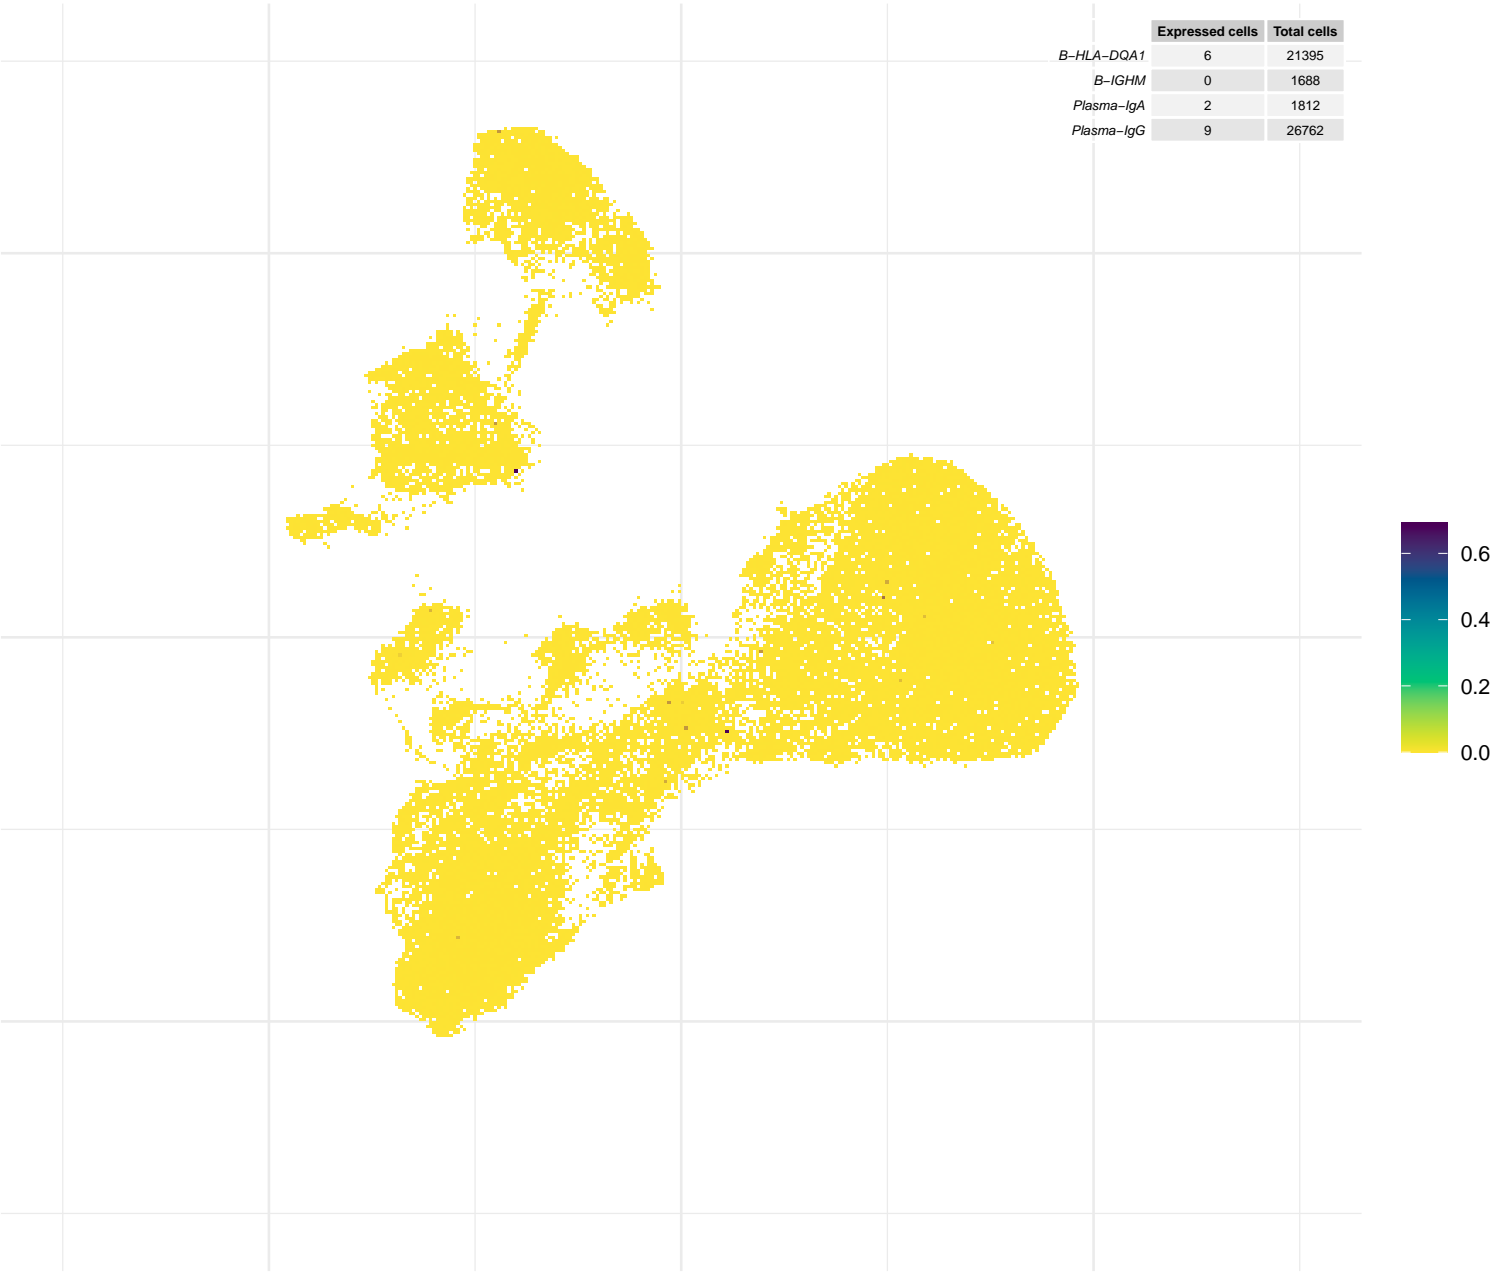 Expressed cells Total cells
B−HLA−DQA1 6 21395
B−IGHM 0 1688
Plasma−IgA 2 1812
Plasma−IgG 9 26762
0.6
0.4
0.2
0.0